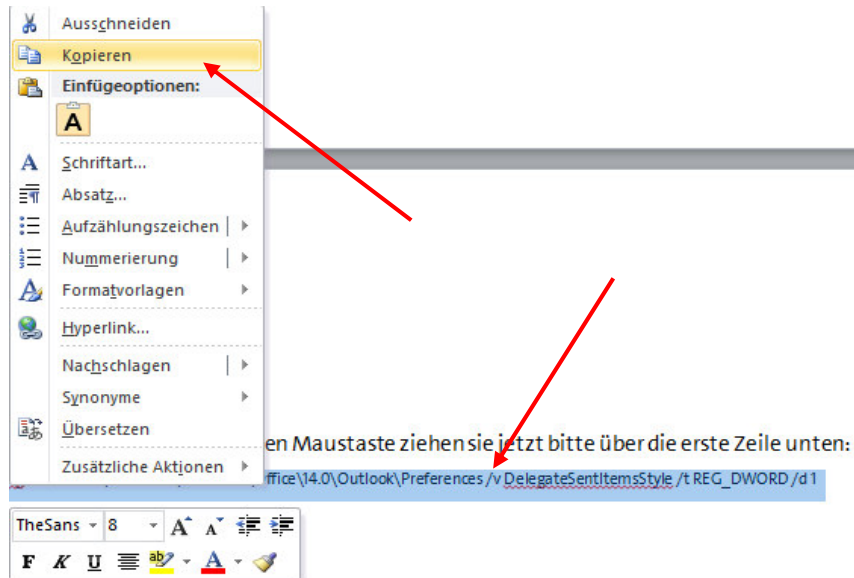 Ausschneiden
Kopieren
Einfügeoptionen:
A
Schriftart...
Absatz...
Aufzählungszeichen
Nummerierung
Formatvorlagen
Hyperlink...
Nachschlagen
Synonyme
Übersetzen
en Maustaste ziehen sie jetzt bitte über die erste Zeile unten:
Zusätzliche Aktionen
ffice\14.0\Outlook\Preferences /v DelegateSentItemsStyle /t REG_DWORD /d 1
TheSans 8 A A
F K U ab A